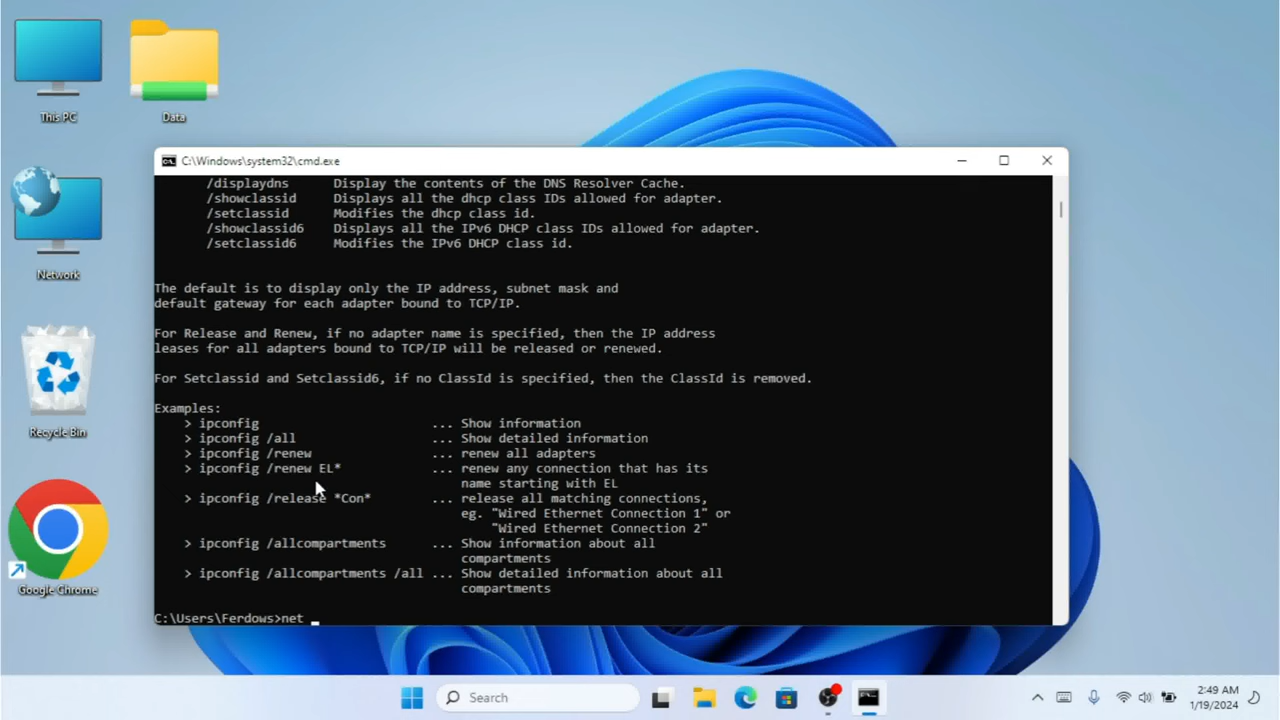 This PC
Data
Network
Recycle Bin
Google Chrome
C:\Windows\system32\cmd.exe
/displaydns Display the contents of the DNS Resolver Cache.
/showclassid Displays all the dhcp class IDs allowed for adapter.
/setclassid Modifies the dhcp class id.
/showclassid6 Displays all the IPv6 DHCP class IDs allowed for adapter.
/setclassid6 Modifies the IPv6 DHCP class id.
The default is to display only the IP address, subnet mask and
default gateway for each adapter bound to TCP/IP.
For Release and Renew, if no adapter name is specified, then the IP address
leases for all adapters bound to TCP/IP will be released or renewed.
For Setclassid and Setclassid6, if no ClassId is specified, then the ClassId is removed.
Examples:
> ipconfig ... Show information
> ipconfig /all ... Show detailed information
> ipconfig /renew ... renew all adapters
> ipconfig /renew EL* ... renew any connection that has its
name starting with EL
> ipconfig /release *Con* ... release all matching connections,
eg. "Wired Ethernet Connection 1" or
"Wired Ethernet Connection 2"
> ipconfig /allcompartments ... Show information about all
compartments
> ipconfig /allcompartments /all ... Show detailed information about all
compartments
C:\Users\Ferdows>net _
Search
2:49 AM
1/19/2024